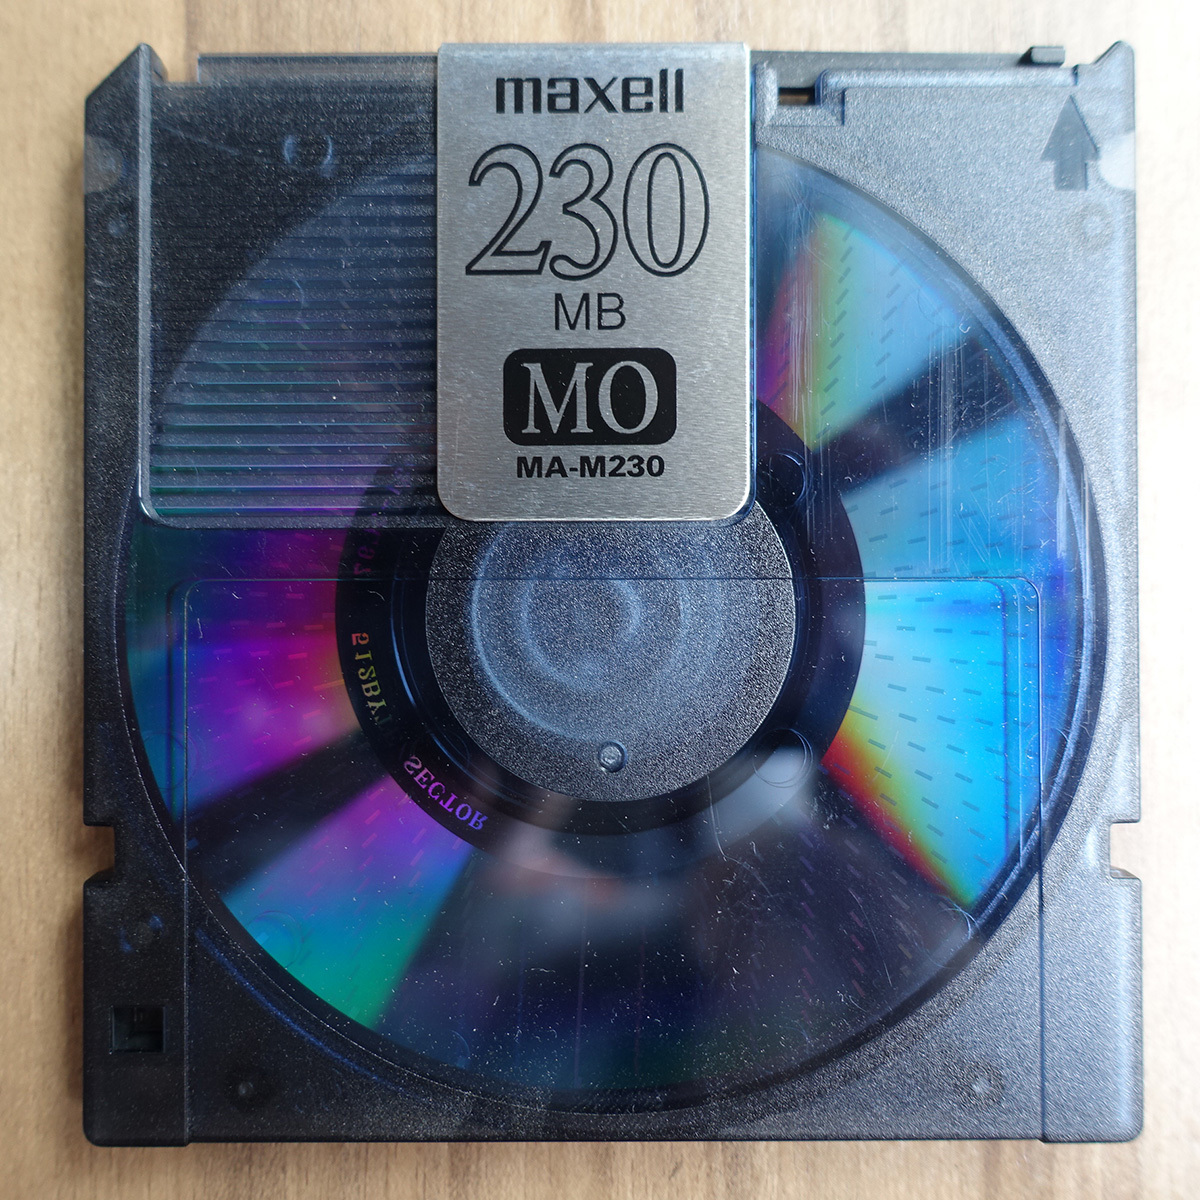 maxell
230
MB
MO
MA-M230
SECTOR